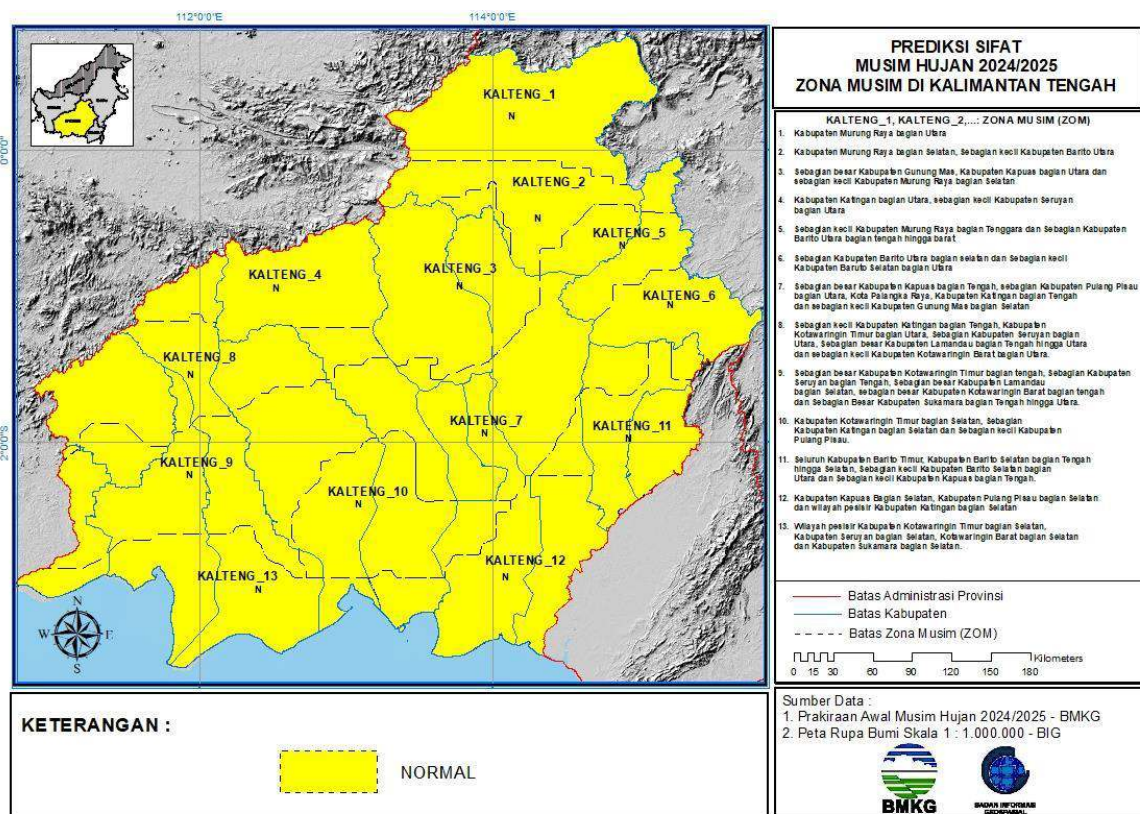 112°0'0"E
114°0'0"E
0°0'0"
2°0'0"S
KALTENG_1
N
KALTENG_2
N
KALTENG_5
N
KALTENG_4
N
KALTENG_3
N
KALTENG_6
N
KALTENG_8
N
KALTENG_7
N
KALTENG_11
N
KALTENG_9
N
KALTENG_10
N
KALTENG_12
N
KALTENG_13
N
N
W
E
S
PREDIKSI SIFAT
MUSIM HUJAN 2024/2025
ZONA MUSIM DI KALIMANTAN TENGAH
KALTENG_1, KALTENG_2,...: ZONA MUSIM (ZOM)
1. Kabupaten Murung Raya bagian Utara
2. Kabupaten Murung Raya bagian Selatan, Sebagian kecil Kabupaten Barito Utara
3. Sebagian besar Kabupaten Gunung Mas, Kabupaten Kapuas bagian Utara dan
sebagian kecil Kabupaten Murung Raya bagian Selatan
4. Kabupaten Katingan bagian Utara, sebagian kecil Kabupaten Seruyan
bagian Utara
5. Sebagian kecil Kabupaten Murung Raya bagian Tenggara dan Sebagian Kabupaten
Barito Utara bagian tengah hingga barat
6. Sebagian Kabupaten Barito Utara bagian selatan dan Sebagian kecil
Kabupaten Baruto Selatan bagian Utara
7. Sebagian besar Kabupaten Kapuas bagian Tengah, sebagian Kabupaten Pulang Pisau
bagian Utara, Kota Palangka Raya, Kabupaten Katingan bagian Tengah
dan sebagian kecil Kabupaten Gunung Mas bagian Selatan
8. Sebagian kecil Kabupaten Katingan bagian Tengah, Kabupaten
Kotawaringin Timur bagian Utara, Sebagian Kabupaten Seruyan bagian
Utara, Sebagian besar Kabupaten Lamandau bagian Tengah hingga Utara
dan sebagian kecil Kabupaten Kotawaringin Barat bagian Utara.
9. Sebagian besar Kabupaten Kotawaringin Timur bagian tengah, Sebagian Kabupaten
Seruyan bagian Tengah, Sebagian besar Kabupaten Lamandau
bagian Selatan, sebagian besar Kabupaten Kotawaringin Barat bagian tengah
dan Sebagian Besar Kabupaten Sukamara bagian Tengah hingga Utara.
10. Kabupaten Kotawaringin Timur bagian Selatan, Sebagian
Kabupaten Katingan bagian Selatan dan Sebagian kecil Kabupaten
Pulang Pisau.
11. Seluruh Kabupaten Barito Timur, Kabupaten Barito Selatan bagian Tengah
hingga Selatan, Sebagian kecil Kabupaten Barito Selatan bagian
Utara dan Sebagian kecil Kabupaten Kapuas bagian Tengah.
12. Kabupaten Kapuas Bagian Selatan, Kabupaten Pulang Pisau bagian Selatan
dan wilayah pesisir Kabupaten Katingan bagian Selatan
13. Wilayah pesisir Kabupaten Kotawaringin Timur bagian Selatan,
Kabupaten Seruyan bagian Selatan, Kotawaringin Barat bagian Selatan
dan Kabupaten Sukamara bagian Selatan.
Batas Administrasi Provinsi
Batas Kabupaten
Batas Zona Musim (ZOM)
Kilometers
0 15 30 60 90 120 150 180
KETERANGAN :
NORMAL
Sumber Data :
1. Prakiraan Awal Musim Hujan 2024/2025 - BMKG
2. Peta Rupa Bumi Skala 1 : 1.000.000 - BIG
BMKG
BADAN INFORMASI
GEOSPASIAL